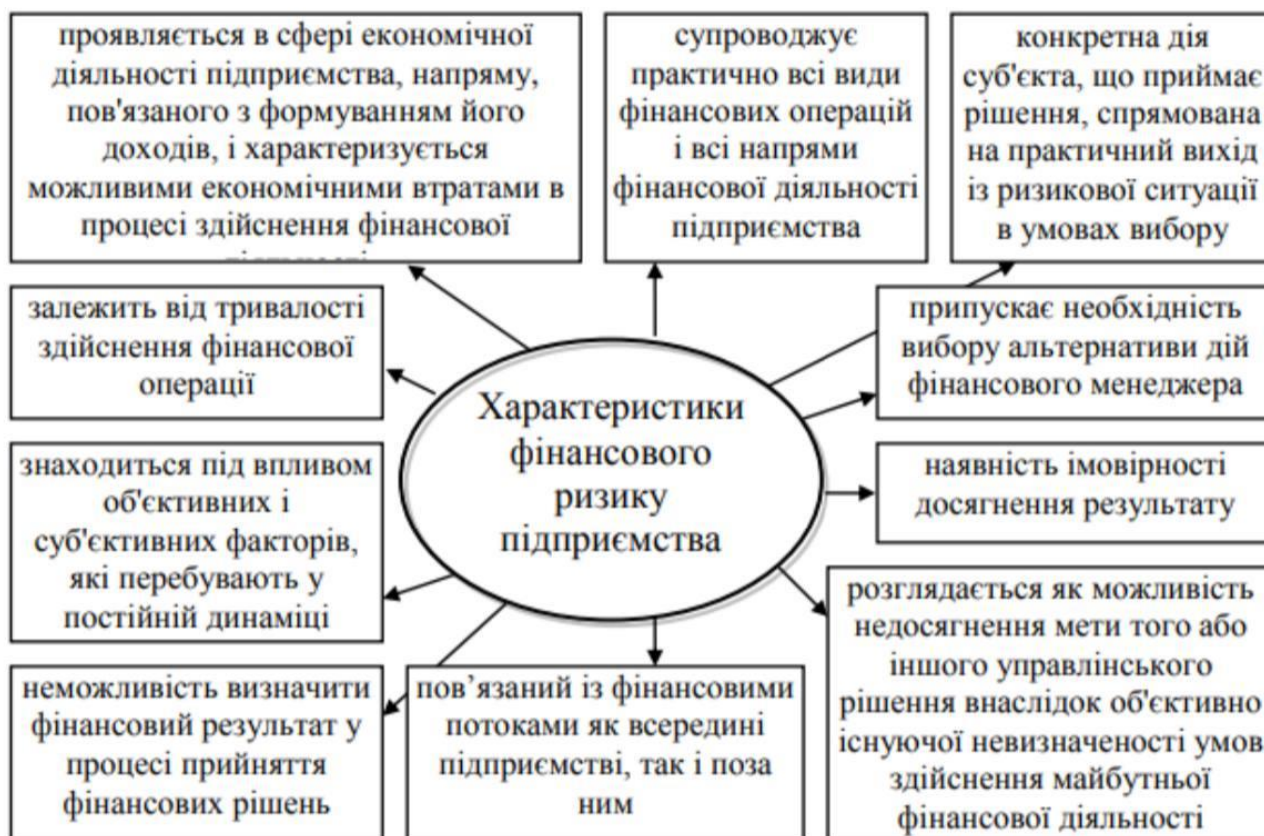 проявляється в сфері економічної
діяльності підприємства, напряму,
пов'язаного з формуванням його
доходів, і характеризується
можливими економічними втратами в
процесі здійснення фінансової
супроводжує
практично всі види
фінансових операцій
і всі напрями
фінансової діяльності
підприємства
конкретна дія
суб'єкта, що приймає
рішення, спрямована
на практичний вихід
із ризикової ситуації
в умовах вибору
залежить від тривалості
здійснення фінансової
операції
припускає необхідність
вибору альтернативи дій
фінансового менеджера
Характеристики
фінансового
ризику
підприємства
знаходиться під впливом
об'єктивних і
суб'єктивних факторів,
які перебувають у
постійній динаміці
наявність імовірності
досягнення результату
неможливість визначити
фінансовий результат у
процесі прийняття
фінансових рішень
пов’язаний із фінансовими
потоками як всередині
підприємстві, так і поза
ним
розглядається як можливість
недосягнення мети того або
іншого управлінського
рішення внаслідок об'єктивно
існуючої невизначеності умов
здійснення майбутньої
фінансової діяльності